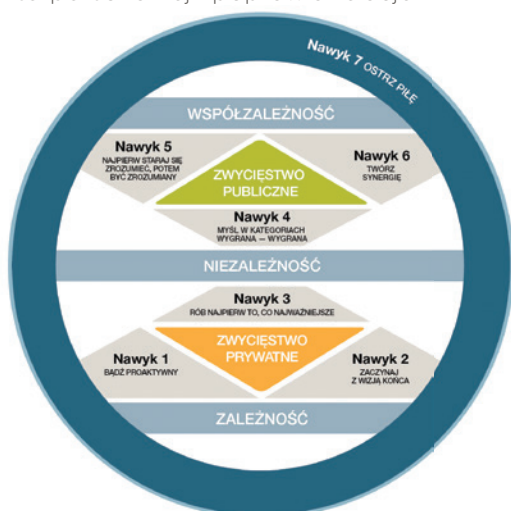 Nawyk 7 OSTRZ PIŁĘ
WSPÓŁZALEŻNOŚĆ
Nawyk 5
NAJPIERW STARAJ SIĘ
ZROZUMIEĆ, POTEM
BYĆ ZROZUMIANY
ZWYCIĘSTWO
PUBLICZNE
Nawyk 6
TWÓRZ
SYNERGIĘ
Nawyk 4
MYŚL W KATEGORIACH
WYGRANA — WYGRANA
NIEZALEŻNOŚĆ
Nawyk 3
RÓB NAJPIERW TO, CO NAJWAŻNIEJSZE
ZWYCIĘSTWO
PRYWATNE
Nawyk 1
BĄDŹ PROAKTYWNY
Nawyk 2
ZACZYNAJ
Z WIZJĄ KOŃCA
ZALEŻNOŚĆ